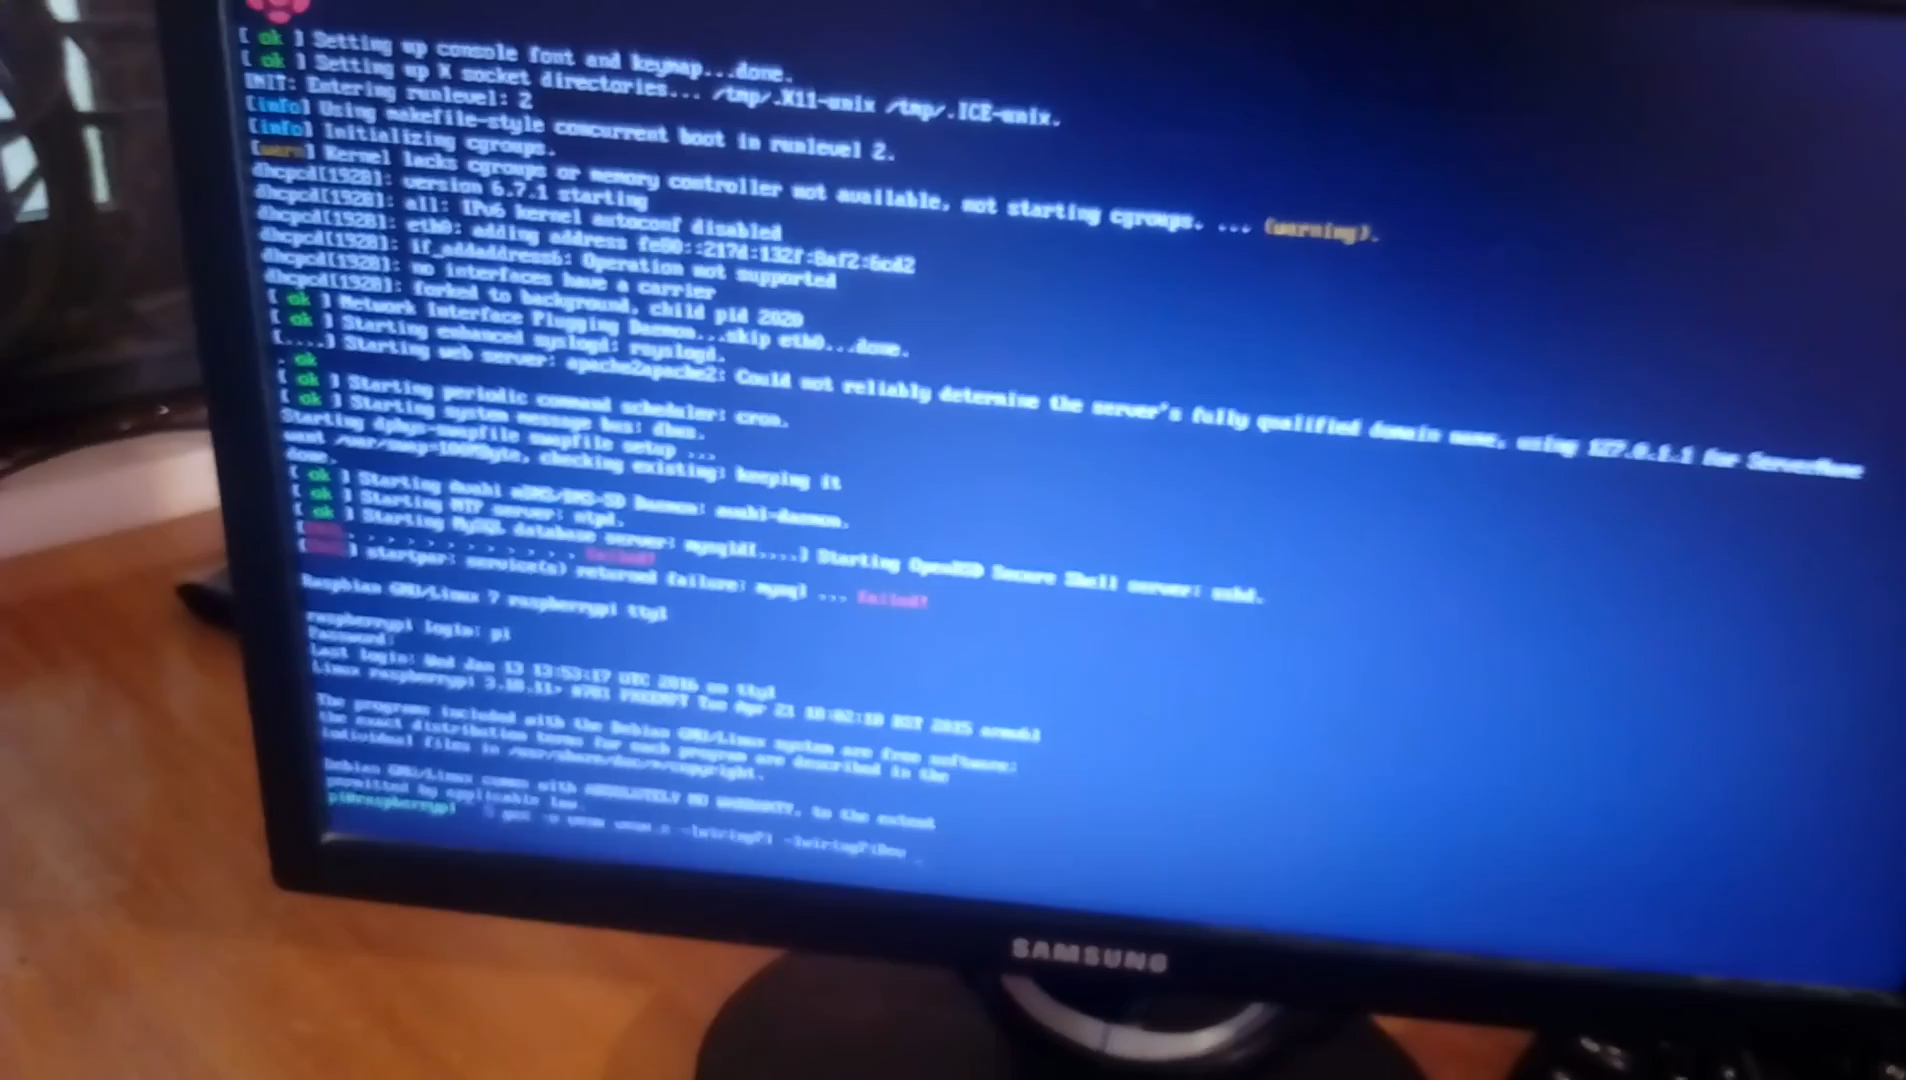 [ ok ] Setting up console font and keymap...done.
[ ok ] Setting up X socket directories... /tmp/.X11-unix /tmp/.ICE-unix.
INIT: Entering runlevel: 2
[info] Using makefile-style concurrent boot in runlevel 2.
[info] Initializing cgroups.
[warn] Kernel lacks cgroups or memory controller not available, not starting cgroups. ... (warning).
dhcpcd[1928]: version 6.7.1 starting
dhcpcd[1928]: all: IPv6 kernel autoconf disabled
dhcpcd[1928]: eth0: adding address fe80::217d:132f:8af2:6cd2
dhcpcd[1928]: if_addaddress6: Operation not supported
dhcpcd[1928]: no interfaces have a carrier
dhcpcd[1928]: forked to background, child pid 2020
[ ok ] Network Interface Plugging Daemon...skip eth0...done.
[ ok ] Starting enhanced syslogd: rsyslogd.
[....] Starting web server: apache2apache2: Could not reliably determine the server's fully qualified domain name, using 127.0.1.1 for ServerName
. ok
[ ok ] Starting periodic command scheduler: cron.
[ ok ] Starting system message bus: dbus.
Starting dphys-swapfile swapfile setup ...
want /var/swap=100MByte, checking existing: keeping it
done.
[ ok ] Starting Avahi mDNS/DNS-SD Daemon: avahi-daemon.
[ ok ] Starting NTP server: ntpd.
[ ok ] Starting MySQL database server: mysqld[....] Starting OpenBSD Secure Shell server: sshd.
. . . . . . . . . . . . . failed!
] startpar: service(s) returned failure: mysql ... failed!
Raspbian GNU/Linux 7 raspberrypi tty1
raspberrypi login: pi
Password:
Last login: Wed Jan 13 13:53:17 UTC 2016 on tty1
Linux raspberrypi 3.18.11+ #781 PREEMPT Tue Apr 21 18:02:18 BST 2015 armv6l
The programs included with the Debian GNU/Linux system are free software;
the exact distribution terms for each program are described in the
individual files in /usr/share/doc/*/copyright.
Debian GNU/Linux comes with ABSOLUTELY NO WARRANTY, to the extent
permitted by applicable law.
pi@raspberrypi -lwiringPi -lwiringPiDev _
SAMSUNG